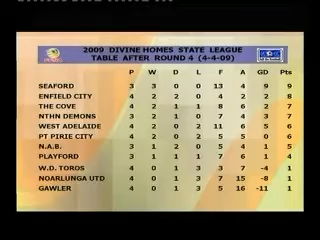 2009 DIVINE HOMES STATE LEAGUE
TABLE AFTER ROUND 4 (4-4-09)
P W D L F A GD Pts
SEAFORD 3 3 0 0 13 4 9 9
ENFIELD CITY 4 2 2 0 4 2 2 8
THE COVE 4 2 1 1 8 6 2 7
NTHN DEMONS 3 2 1 0 7 4 3 7
WEST ADELAIDE 4 2 0 2 11 6 5 6
PT PIRIE CITY 4 2 0 2 5 5 0 6
N.A.B. 3 1 2 0 5 4 1 5
PLAYFORD 3 1 1 1 7 6 1 4
W.D. TOROS 4 0 1 3 3 7 -4 1
NOARLUNGA UTD 4 0 1 3 7 15 -8 1
GAWLER 4 0 1 3 5 16 -11 1